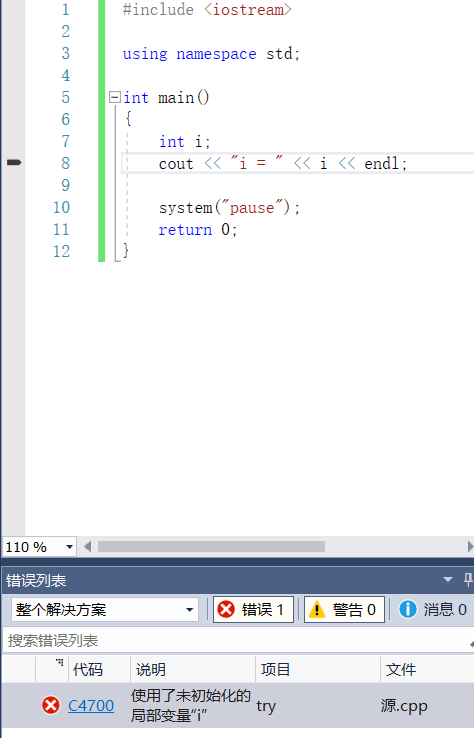 1 #include <iostream>
2
3 using namespace std;
4
5 int main()
6 {
7 int i;
8 cout << "i = " << i << endl;
9
10 system("pause");
11 return 0;
12 }
110 %
错误列表
整个解决方案 错误 1 警告 0 消息 0
搜索错误列表
代码 说明 项目 文件
C4700 使用了未初始化的 try 源.cpp
局部变量“i”